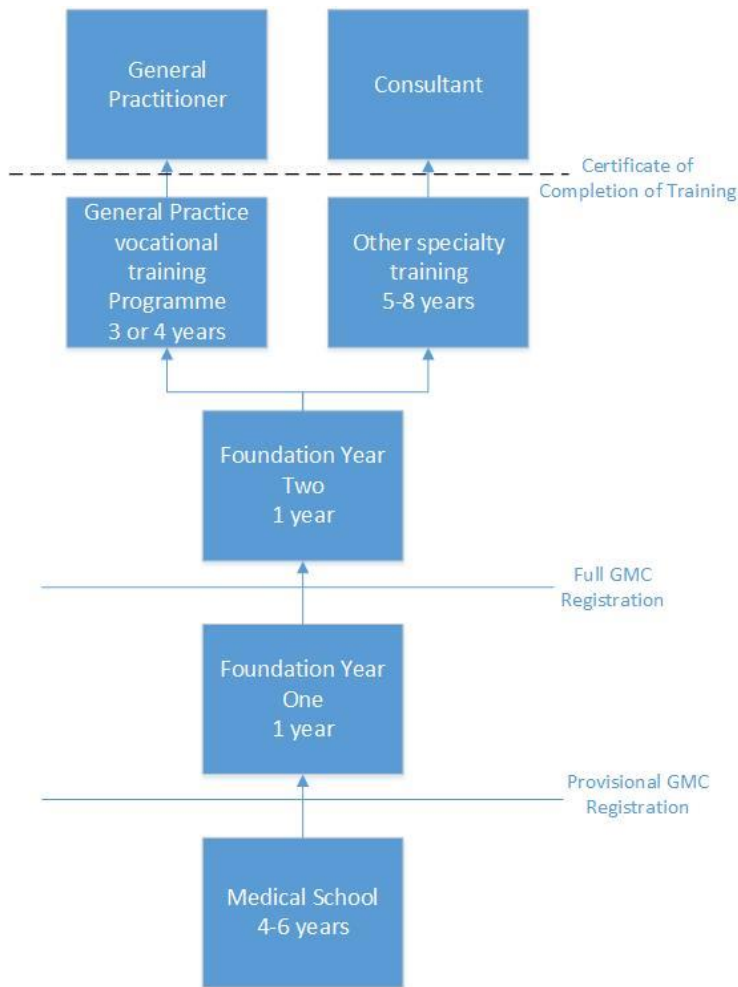 General
Practitioner
Consultant
Certificate of
Completion of Training
General Practice
vocational
training
Programme
3 or 4 years
Other specialty
training
5-8 years
Foundation Year
Two
1 year
Full GMC
Registration
Foundation Year
One
1 year
Provisional GMC
Registration
Medical School
4-6 years